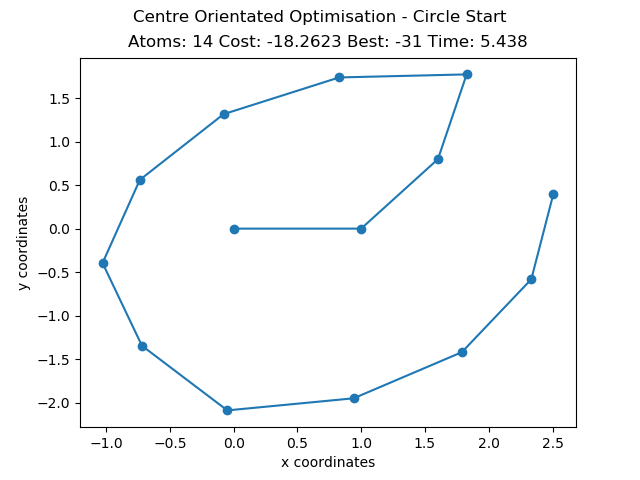 Centre Orientated Optimisation - Circle Start
Atoms: 14 Cost: -18.2623 Best: -31 Time: 5.438
y coordinates
1.5
1.0
0.5
0.0
−0.5
−1.0
−1.5
−2.0
−1.0 −0.5 0.0 0.5 1.0 1.5 2.0 2.5
x coordinates